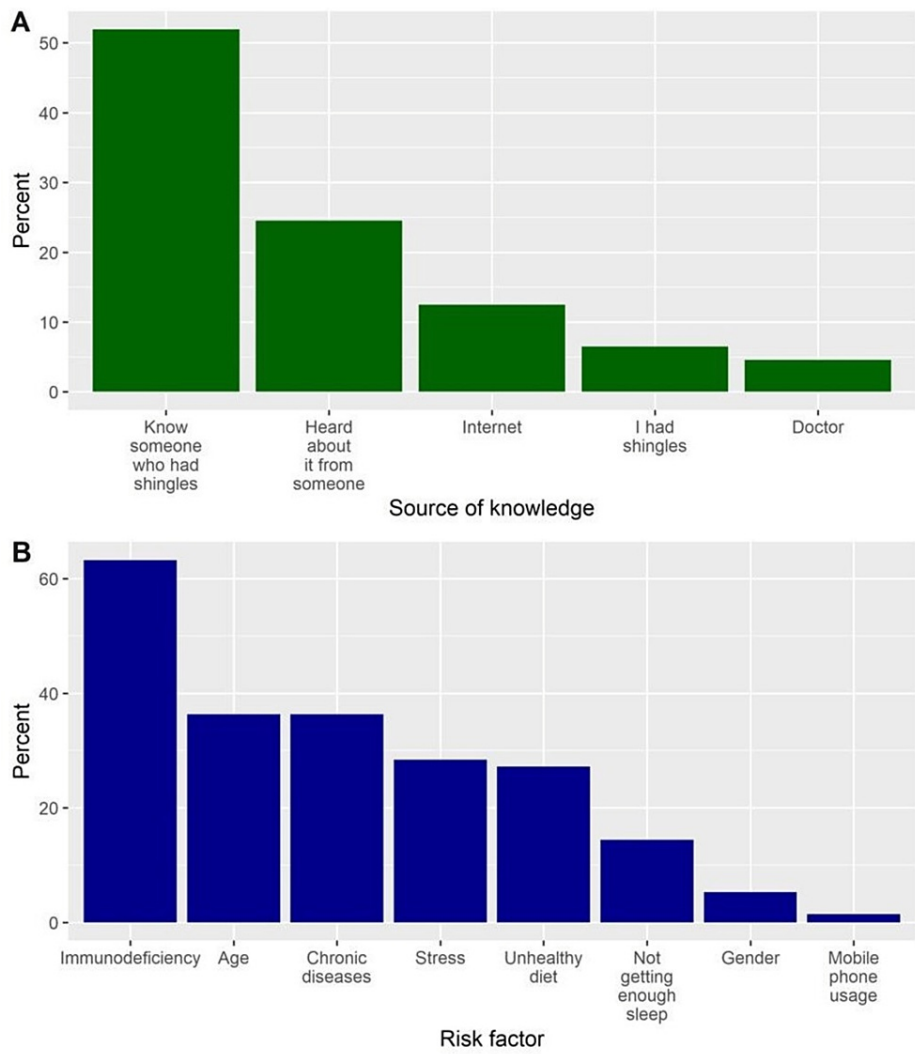 A
50
40
30
20
10
0
Percent
Know
someone
who had
shingles
Heard
about
it from
someone
Internet
I had
shingles
Doctor
Source of knowledge
B
60
40
20
0
Percent
Immunodeficiency
Age
Chronic
diseases
Stress
Unhealthy
diet
Not
getting
enough
sleep
Gender
Mobile
phone
usage
Risk factor